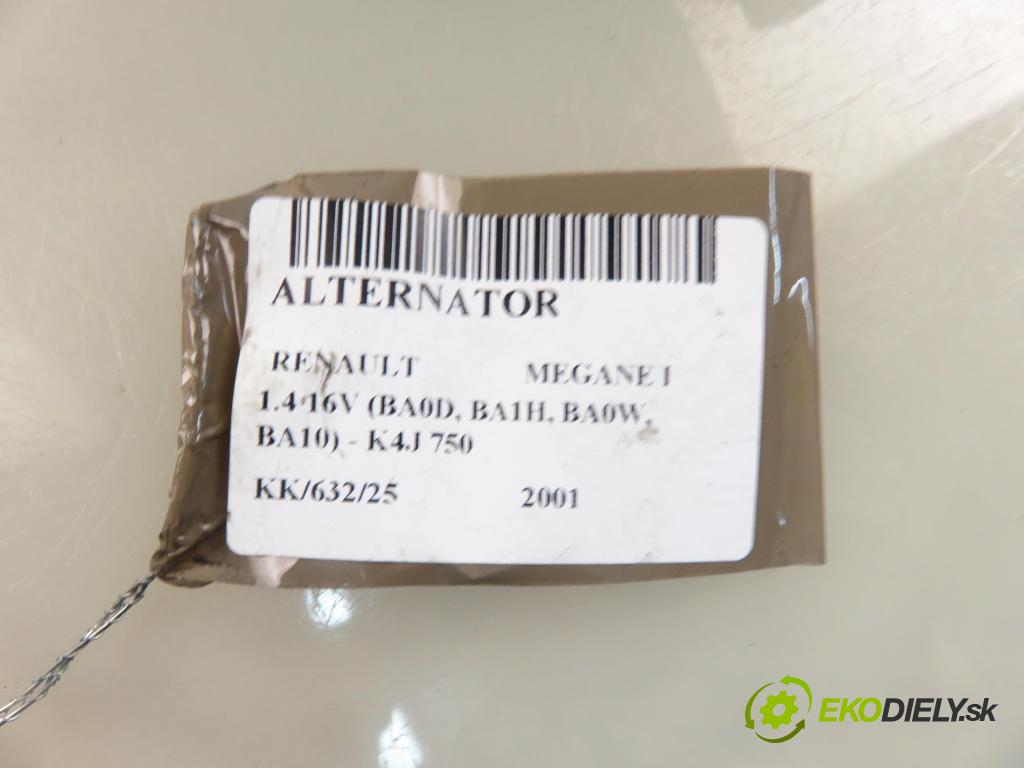 ALTERNATOR
RENAULT MEGANE I
1.4 16V (BA0D, BA1H, BA0W,
BA10) - K4J 750
KK/632/25 2001
EKODIELY.sk